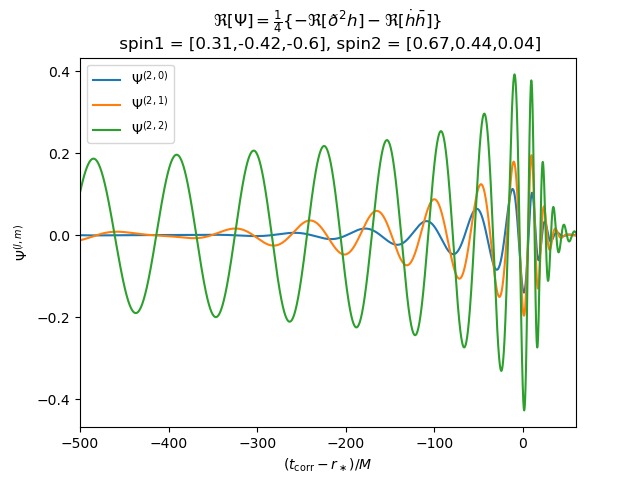 ℜ[Ψ] = 1/4{−ℜ[ð²h] − ℜ[ḣh̄]}
spin1 = [0.31,-0.42,-0.6], spin2 = [0.67,0.44,0.04]
Ψ^(2,0)
Ψ^(2,1)
Ψ^(2,2)
Ψ^(l,m)
0.4
0.2
0.0
−0.2
−0.4
−500 −400 −300 −200 −100 0
(t_corr − r_*)/M